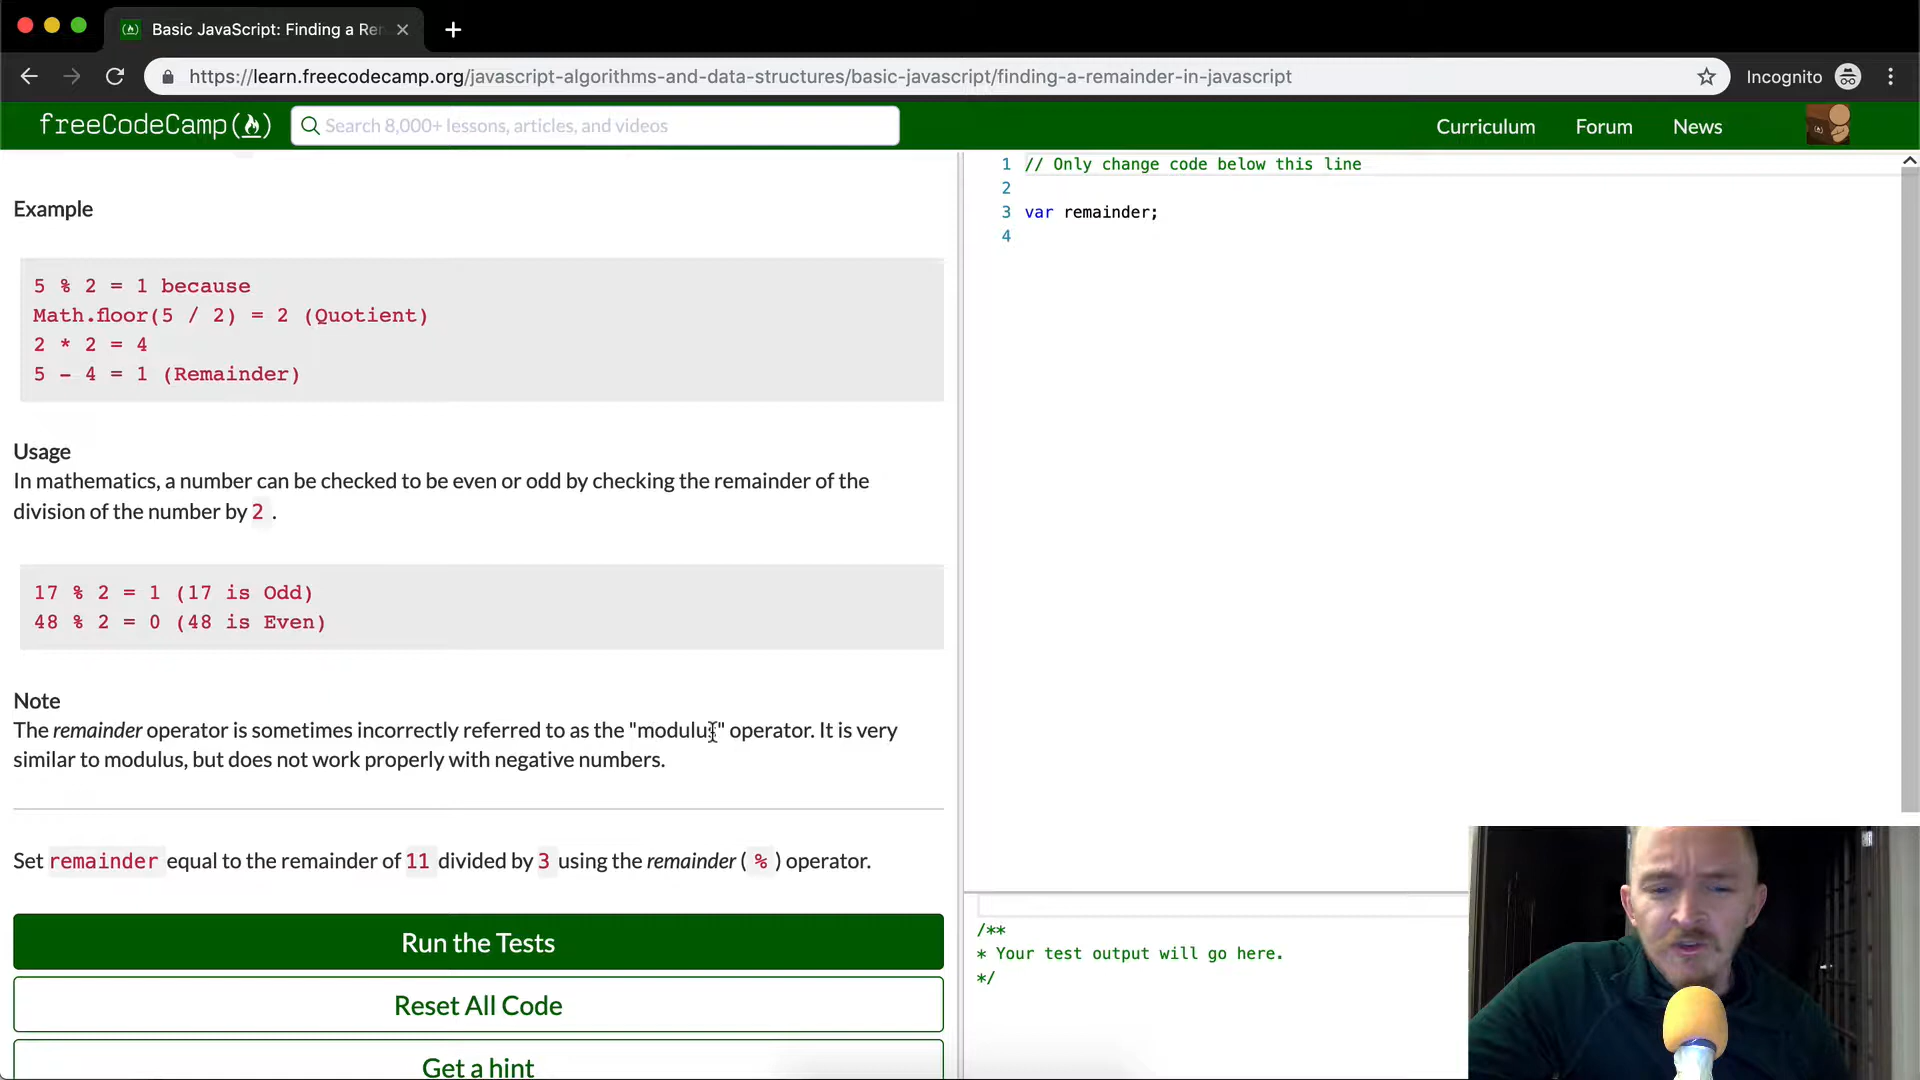 Basic JavaScript: Finding a Re
https://learn.freecodecamp.org/javascript-algorithms-and-data-structures/basic-javascript/finding-a-remainder-in-javascript
Incognito
freeCodeCamp
Search 8,000+ lessons, articles, and videos
Curriculum
Forum
News
Example
5 % 2 = 1 because
Math.floor(5 / 2) = 2 (Quotient)
2 * 2 = 4
5 - 4 = 1 (Remainder)
Usage
In mathematics, a number can be checked to be even or odd by checking the remainder of the
division of the number by 2 .
17 % 2 = 1 (17 is Odd)
48 % 2 = 0 (48 is Even)
Note
The remainder operator is sometimes incorrectly referred to as the "modulus" operator. It is very
similar to modulus, but does not work properly with negative numbers.
Set remainder equal to the remainder of 11 divided by 3 using the remainder ( % ) operator.
Run the Tests
Reset All Code
Get a hint
1 // Only change code below this line
2
3 var remainder;
4
/**
* Your test output will go here.
*/